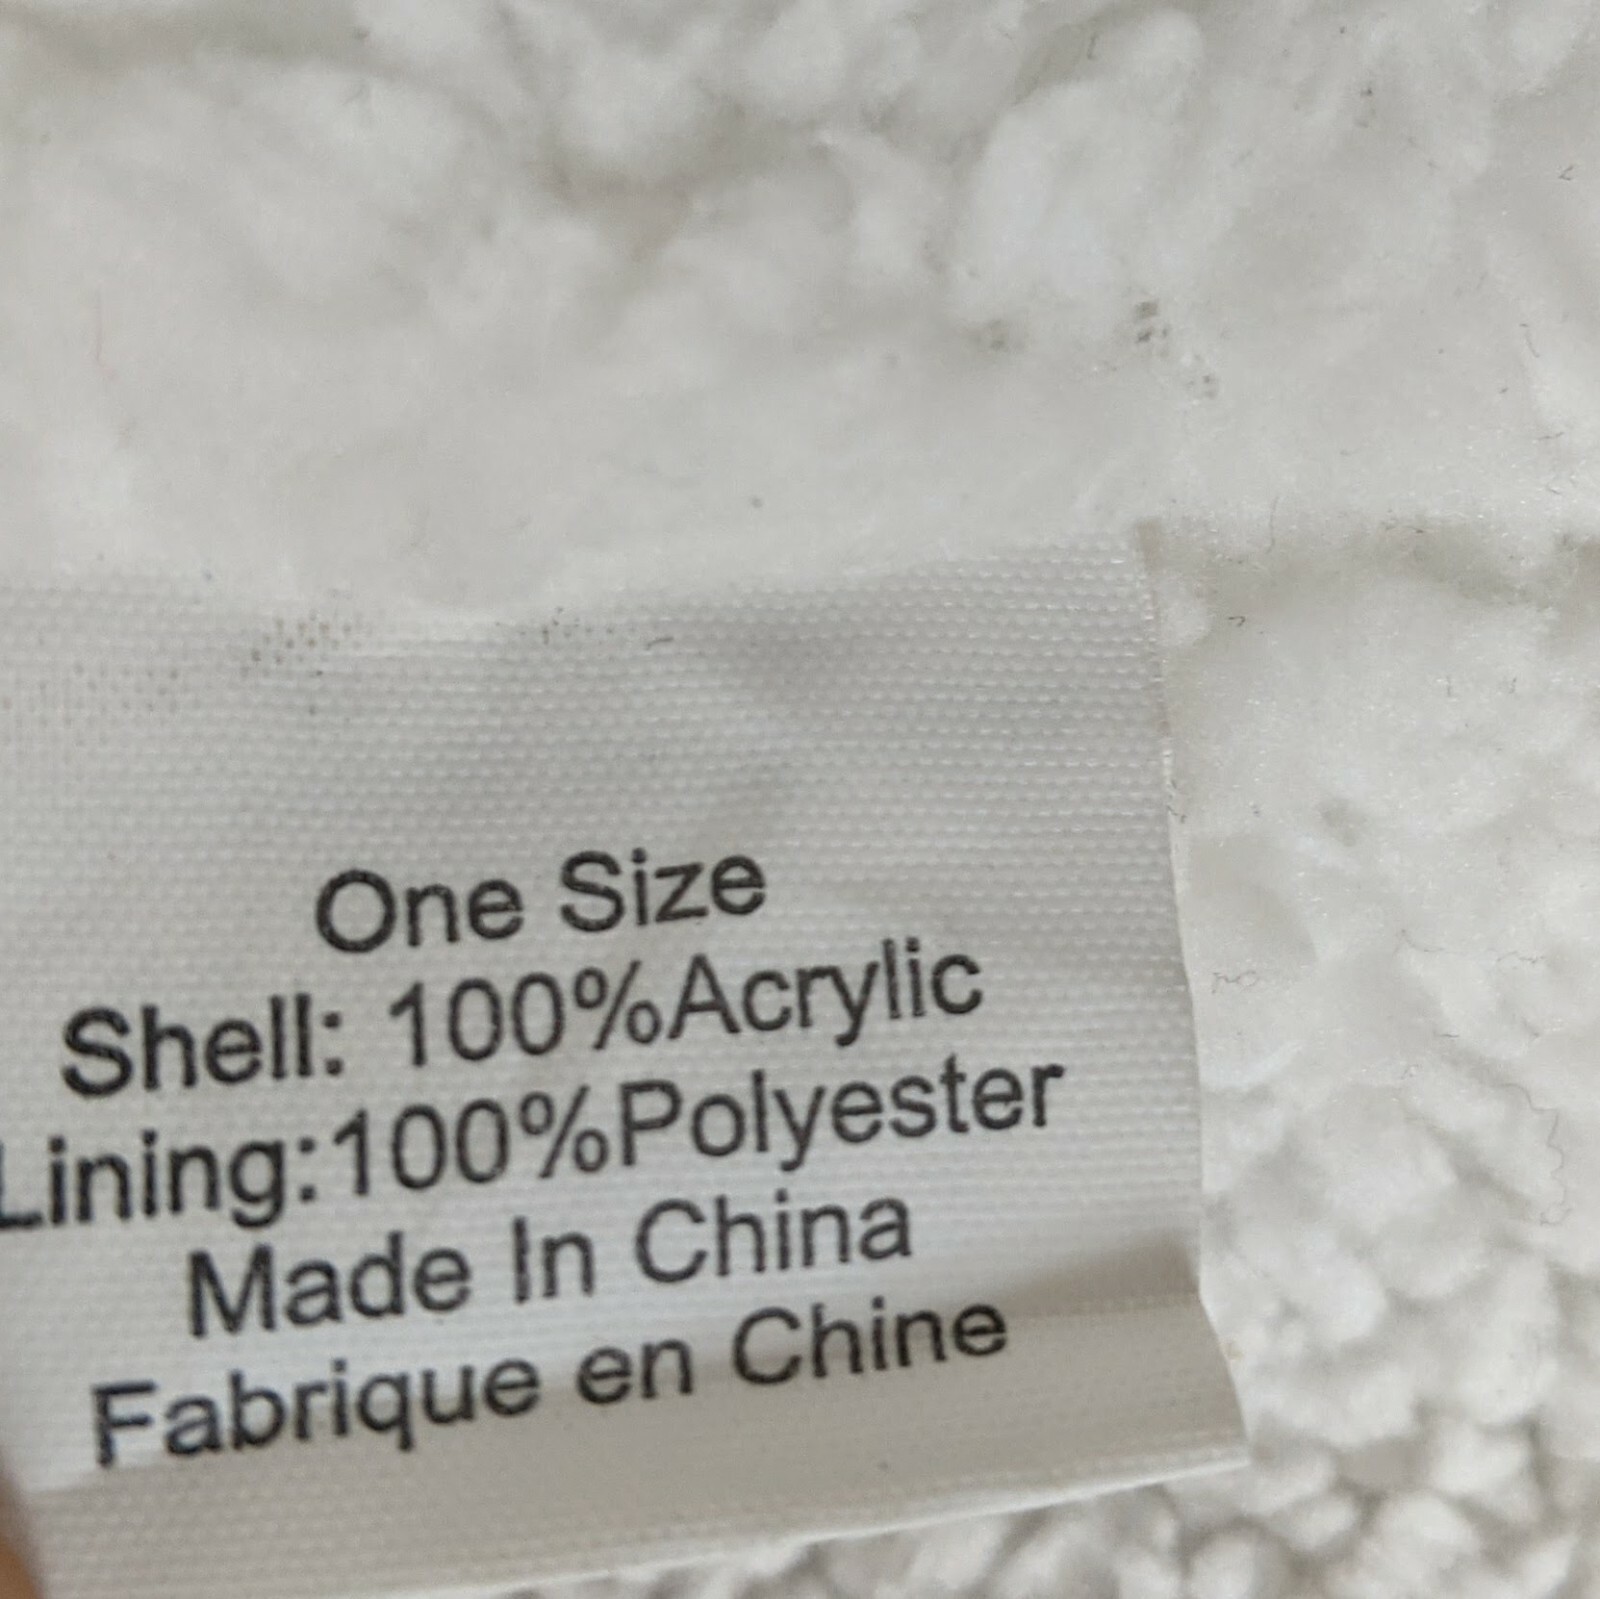 One Size
Shell: 100%Acrylic
Lining:100%Polyester
Made In China
Fabrique en Chine